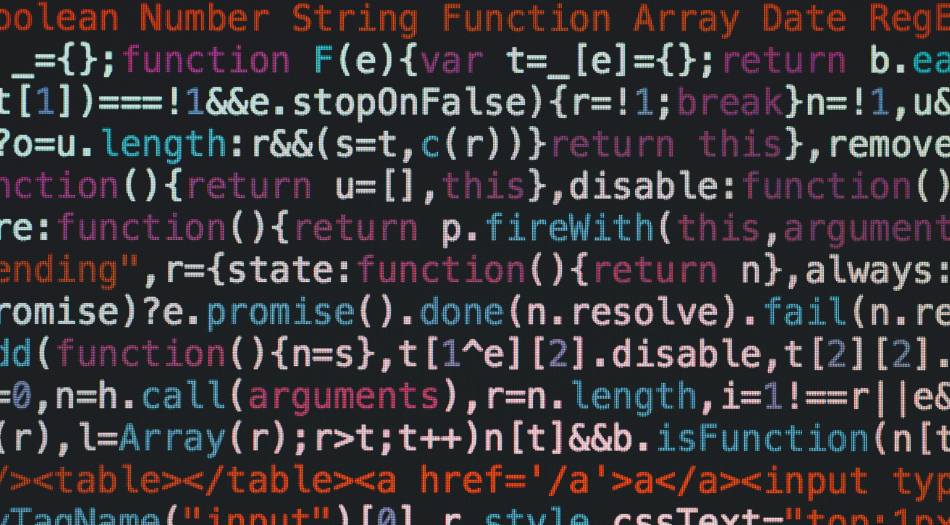 oolean Number String Function Array Date RegE
_={};function F(e){var t=_[e]={};return b.ea
t[1])===!1&&e.stopOnFalse){r=!1;break}n=!1,u&
?o=u.length:r&&(s=t,c(r))}return this},remove
nction(){return u=[],this},disable:function()
re:function(){return p.fireWith(this,argument
ending",r={state:function(){return n},always:
romise)?e.promise().done(n.resolve).fail(n.re
dd(function(){n=s},t[1^e][2].disable,t[2][2].
=0,n=h.call(arguments),r=n.length,i=1!==r||e&
(r),l=Array(r);r>t;t++)n[t]&&b.isFunction(n[t
/><table></table><a href='/a'>a</a><input typ
yTagName("input")[0],r.style.cssText="top:1px